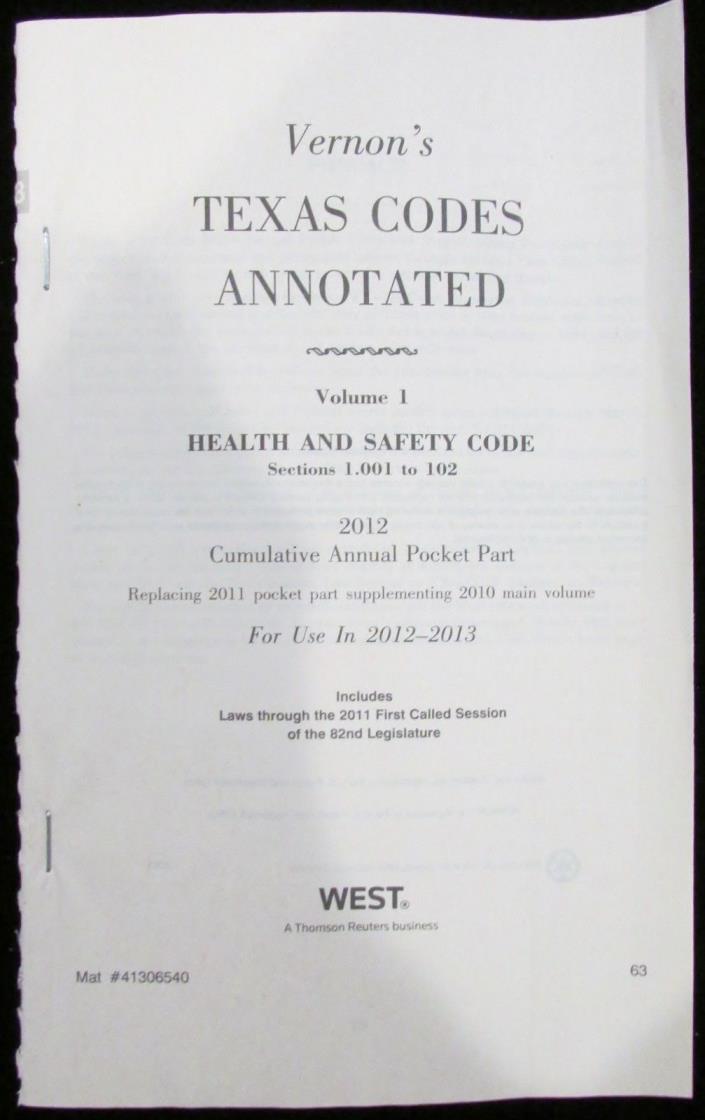 Vernon's
TEXAS CODES
ANNOTATED
Volume 1
HEALTH AND SAFETY CODE
Sections 1.001 to 102
2012
Cumulative Annual Pocket Part
Replacing 2011 pocket part supplementing 2010 main volume
For Use In 2012–2013
Includes
Laws through the 2011 First Called Session
of the 82nd Legislature
WEST®
A Thomson Reuters business
Mat #41306540
63